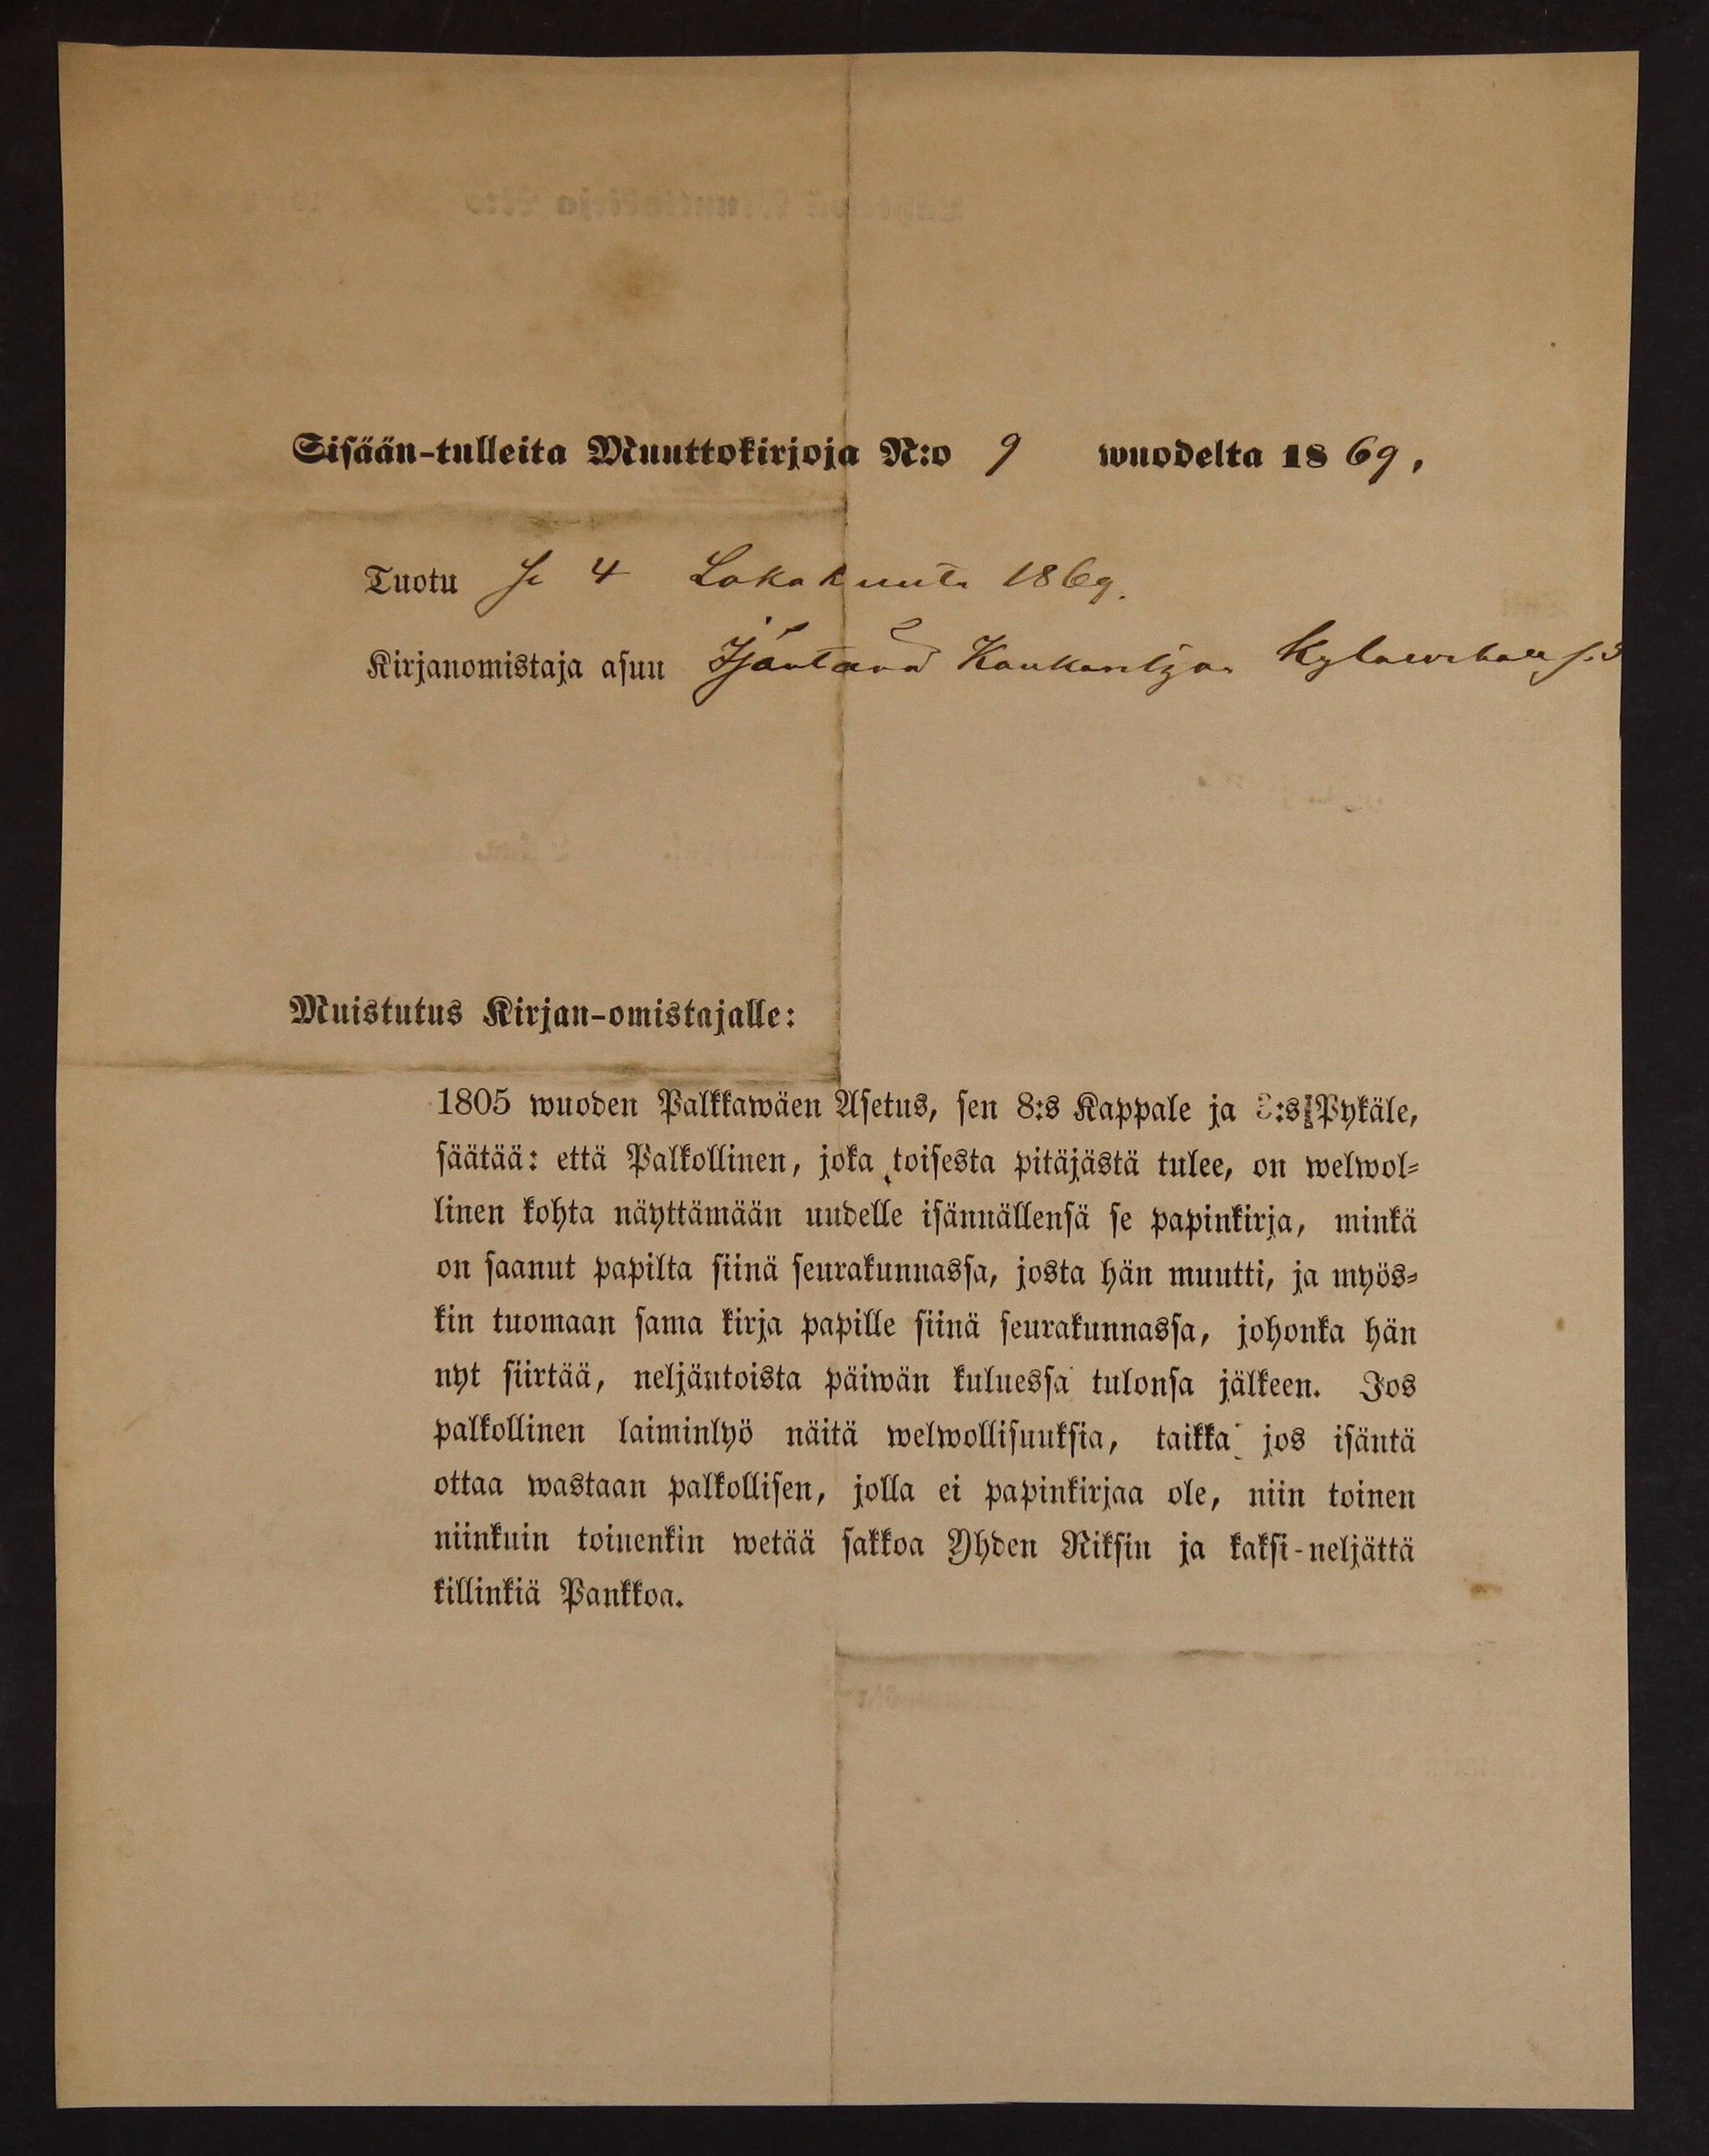 Sisään-tulleita Muuttokirjoja N:o 9 wuodelta 1869,
Tuotu se 4 Lokakuuta 1869.
Kirjanomistaja asuu
Muistutus Kirjan-omistajalle:
1805 wuoden Palkkawäen Asetus, sen 8:s Kappale ja 3:s Pykäle,
säätää: että Palkollinen, joka toisesta pitäjästä tulee, on welwol-
linen kohta näyttämään uudelle isännällensä se papinkirja, minkä
on saanut papilta siinä seurakunnassa, josta hän muutti, ja myös-
kin tuomaan sama kirja papille siinä seurakunnassa, johonka hän
nyt siirtää, neljäntoista päiwän kuluessa tulonsa jälkeen. Jos
palkollinen laiminlyö näitä welwollisuuksia, taikka jos isäntä
ottaa wastaan palkollisen, jolla ei papinkirjaa ole, niin toinen
niinkuin toinenkin wetää sakkoa Yhden Riksin ja kaksi-neljättä
killinkiä Pankkoa.